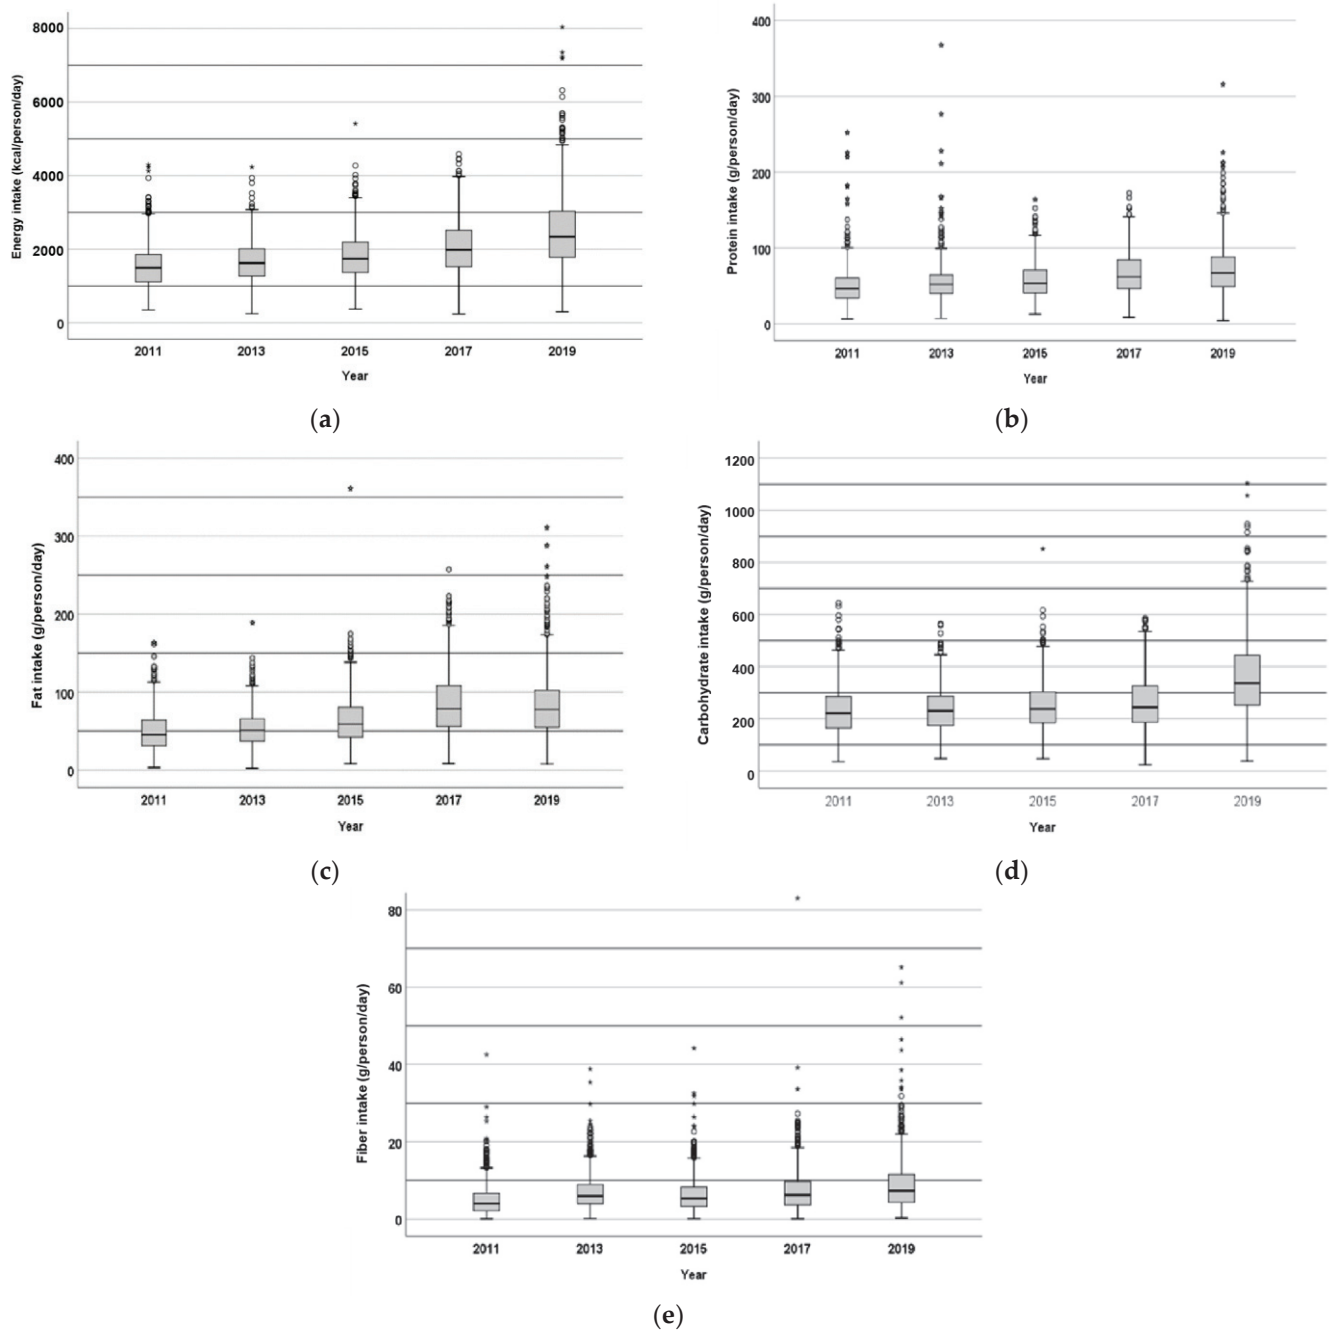 Energy intake (kcal/person/day)
8000
6000
4000
2000
0
2011 2013 2015 2017 2019
Year
(a)
Protein intake (g/person/day)
400
300
200
100
0
2011 2013 2015 2017 2019
Year
(b)
Fat intake (g/person/day)
400
300
200
100
0
2011 2013 2015 2017 2019
Year
(c)
Carbohydrate intake (g/person/day)
1200
1000
800
600
400
200
0
2011 2013 2015 2017 2019
Year
(d)
Fiber intake (g/person/day)
80
60
40
20
0
2011 2013 2015 2017 2019
Year
(e)